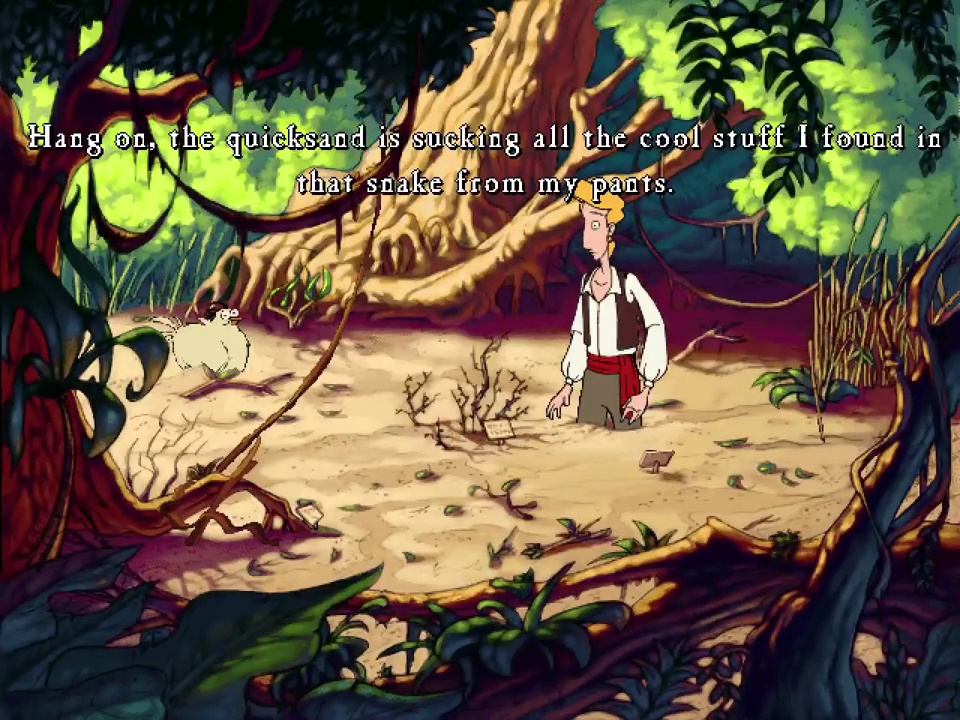 Hang on, the quicksand is sucking all the cool stuff I found in
that snake from my pants.